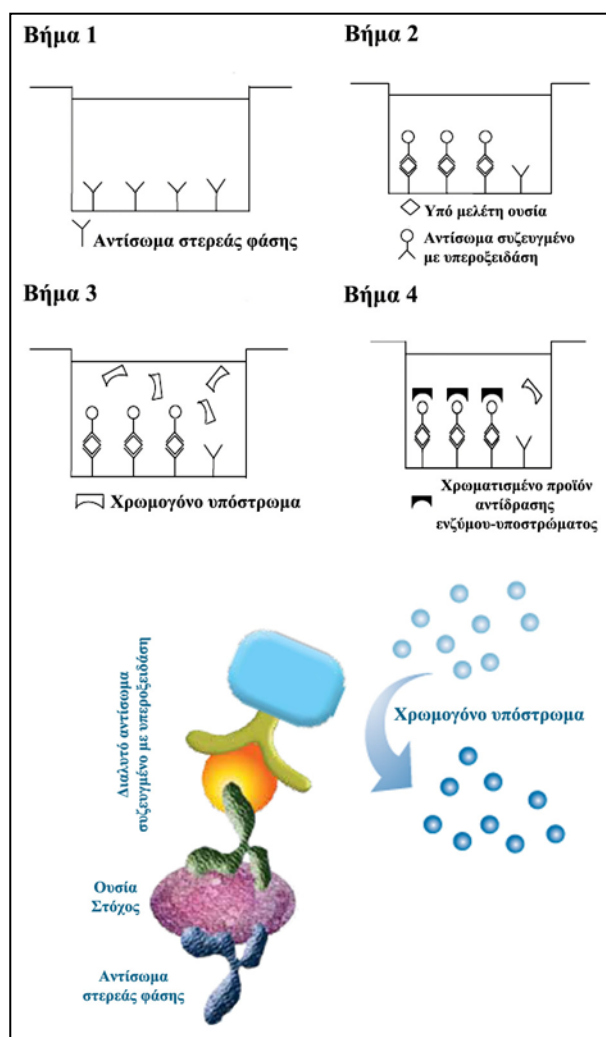 Βήμα 1
Αντίσωμα στερεάς φάσης
Βήμα 2
Υπό μελέτη ουσία
Αντίσωμα συζευγμένο
με υπεροξειδάση
Βήμα 3
Χρωμογόνο υπόστρωμα
Βήμα 4
Χρωματισμένο προϊόν
αντίδρασης
ενζύμου-υποστρώματος
Διαλυτό αντίσωμα
συζευγμένο με υπεροξειδάση
Χρωμογόνο υπόστρωμα
Ουσία
Στόχος
Αντίσωμα
στερεάς φάσης